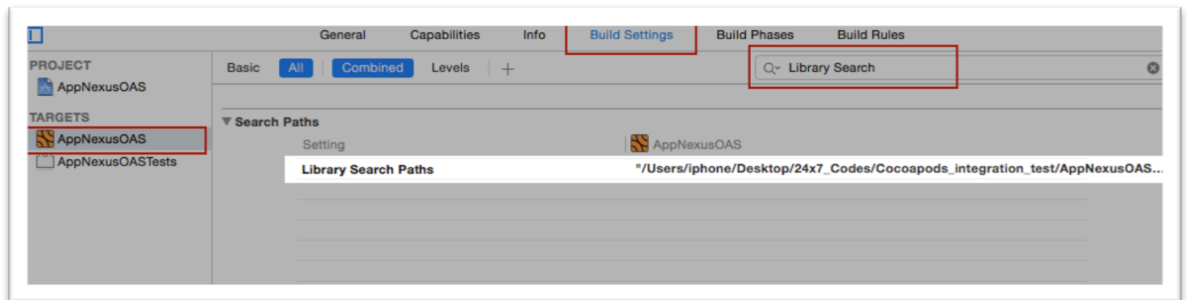 General Capabilities Info Build Settings Build Phases Build Rules
PROJECT
AppNexusOAS
TARGETS
AppNexusOAS
AppNexusOASTests
Basic All Combined Levels +
Library Search
Search Paths
Setting AppNexusOAS
Library Search Paths "/Users/iphone/Desktop/24x7_Codes/Cocoapods_integration_test/AppNexusOAS...